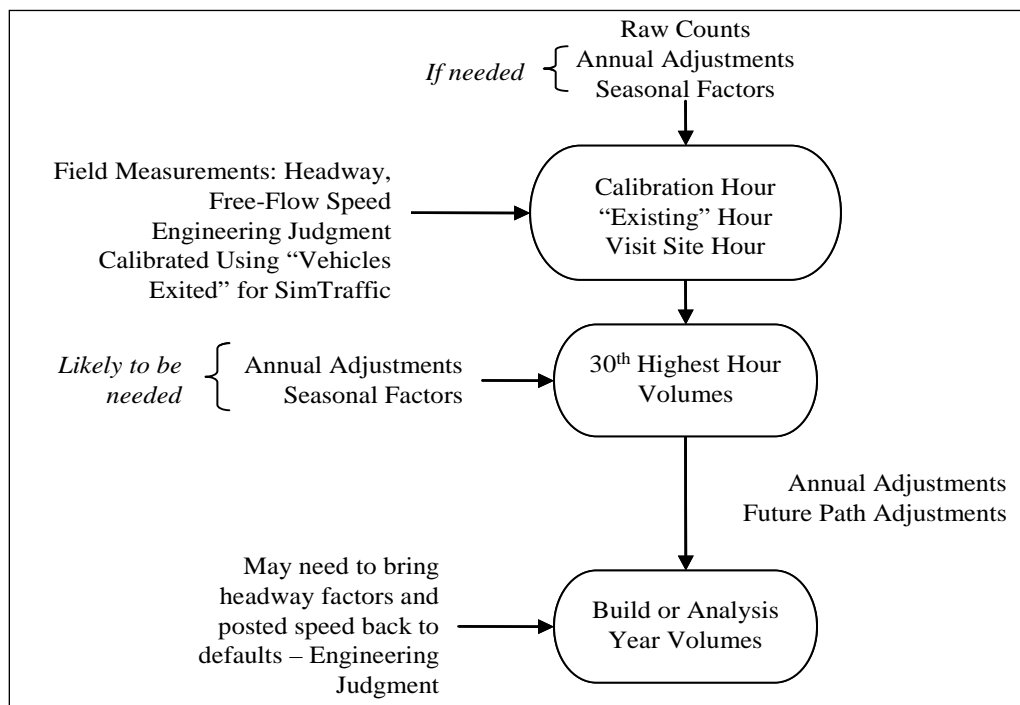 Raw Counts
If needed
Annual Adjustments
Seasonal Factors
Field Measurements: Headway,
Free-Flow Speed
Engineering Judgment
Calibrated Using “Vehicles
Exited” for SimTraffic
Calibration Hour
“Existing” Hour
Visit Site Hour
Likely to be
needed
Annual Adjustments
Seasonal Factors
30th Highest Hour
Volumes
Annual Adjustments
Future Path Adjustments
May need to bring
headway factors and
posted speed back to
defaults – Engineering
Judgment
Build or Analysis
Year Volumes